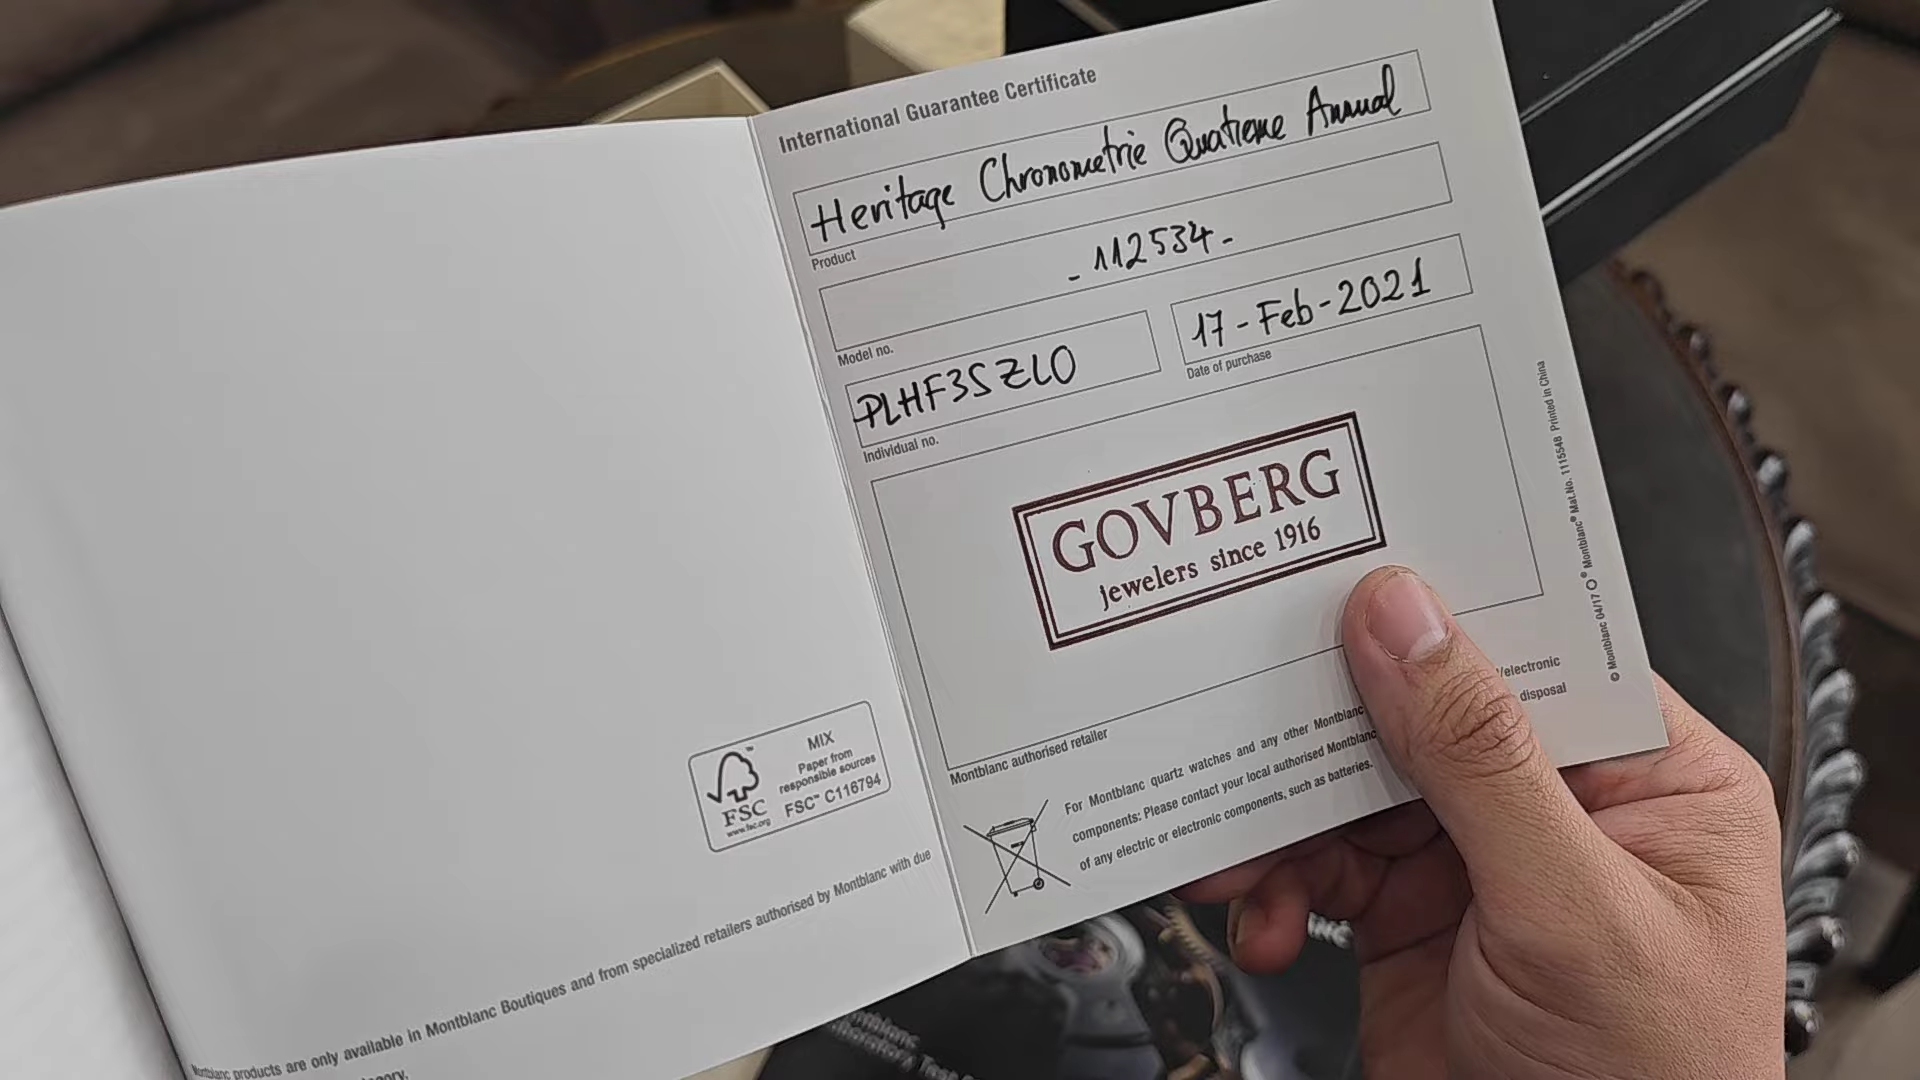 International Guarantee Certificate
Heritage Chronometrie Quatieme Annual
Product
- 112534 -
Model no.
PLHF3SZLO
Individual no.
17-Feb-2021
Date of purchase
GOVBERG
jewelers since 1916
Montblanc authorised retailer
For Montblanc quartz watches and any other Montblanc /electronic
components: Please contact your local authorised Montblanc disposal
of any electric or electronic components, such as batteries.
© Montblanc 04/17 ® Montblanc® Mat.No. 111554B Printed in China
FSC™
www.fsc.org
MIX
Paper from
responsible sources
FSC™ C116794
Montblanc products are only available in Montblanc Boutiques and from specialized retailers authorised by Montblanc with due